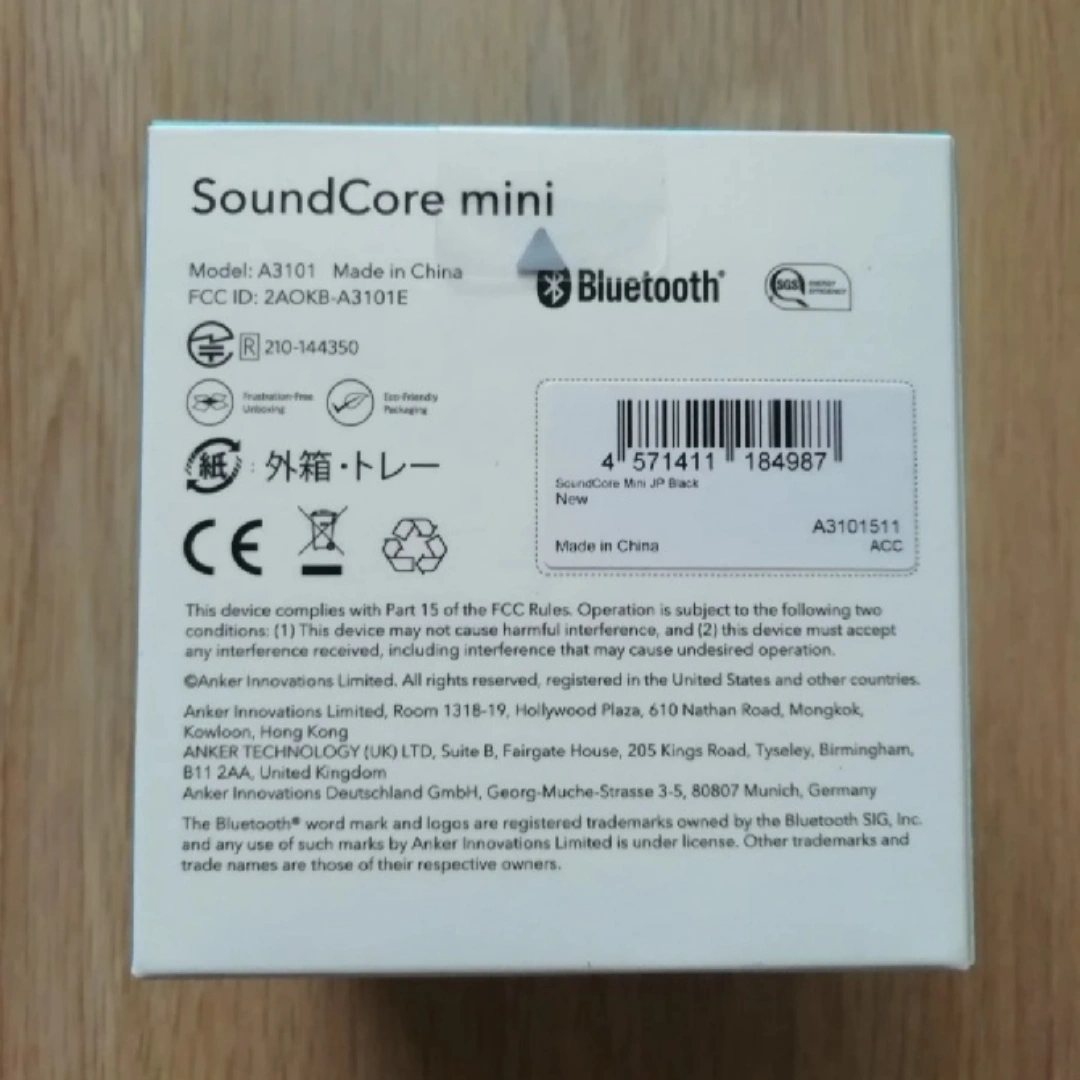 SoundCore mini
Model: A3101 Made in China
FCC ID: 2AOKB-A3101E
Bluetooth®
SGS ENERGY EFFICIENCY
R 210-144350
Frustration-Free
Unboxing
Eco-Friendly
Packaging
紙 : 外箱・トレー
CE
4 571411 184987
SoundCore Mini JP Black
New
A3101511
Made in China
ACC
This device complies with Part 15 of the FCC Rules. Operation is subject to the following two
conditions: (1) This device may not cause harmful interference, and (2) this device must accept
any interference received, including interference that may cause undesired operation.
©Anker Innovations Limited. All rights reserved, registered in the United States and other countries.
Anker Innovations Limited, Room 1318-19, Hollywood Plaza, 610 Nathan Road, Mongkok,
Kowloon, Hong Kong
ANKER TECHNOLOGY (UK) LTD, Suite B, Fairgate House, 205 Kings Road, Tyseley, Birmingham,
B11 2AA, United Kingdom
Anker Innovations Deutschland GmbH, Georg-Muche-Strasse 3-5, 80807 Munich, Germany
The Bluetooth® word mark and logos are registered trademarks owned by the Bluetooth SIG, Inc.
and any use of such marks by Anker Innovations Limited is under license. Other trademarks and
trade names are those of their respective owners.